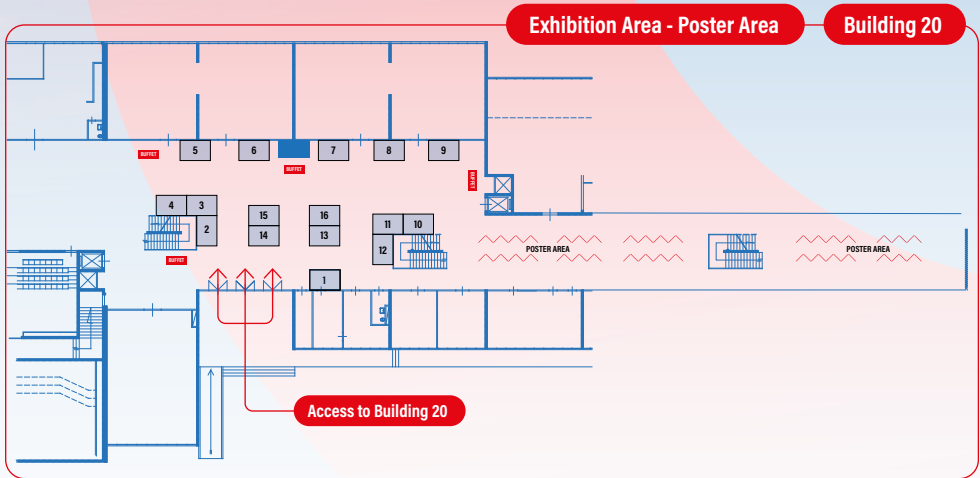 Exhibition Area - Poster Area
Building 20
5
6
7
8
9
BUFFET
BUFFET
BUFFET
4
3
2
15
16
14
13
11
10
12
POSTER AREA
POSTER AREA
BUFFET
1
Access to Building 20